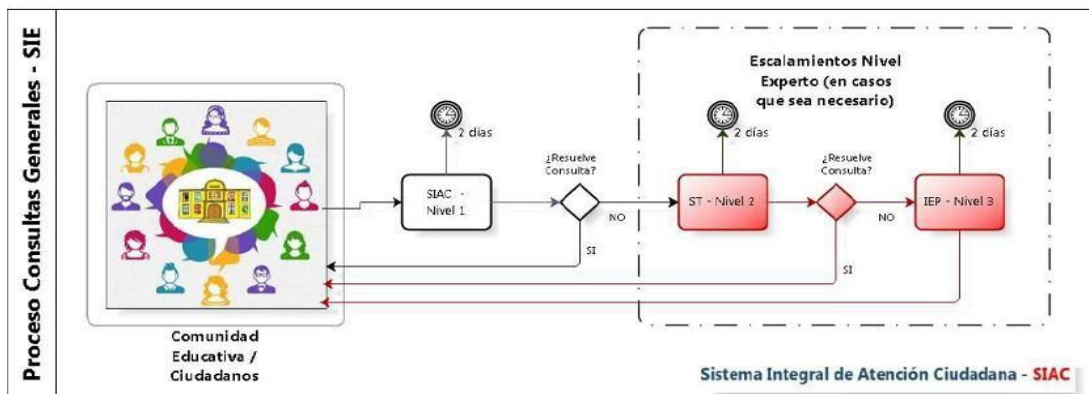 Proceso Consultas Generales - SIE
Escalamientos Nivel
Experto (en casos
que sea necesario)
2 días
2 días
2 días
¿Resuelve
Consulta?
¿Resuelve
Consulta?
SIAC -
Nivel 1
NO
ST - Nivel 2
NO
IEP - Nivel 3
SI
SI
Comunidad
Educativa /
Ciudadanos
Sistema Integral de Atención Ciudadana - SIAC